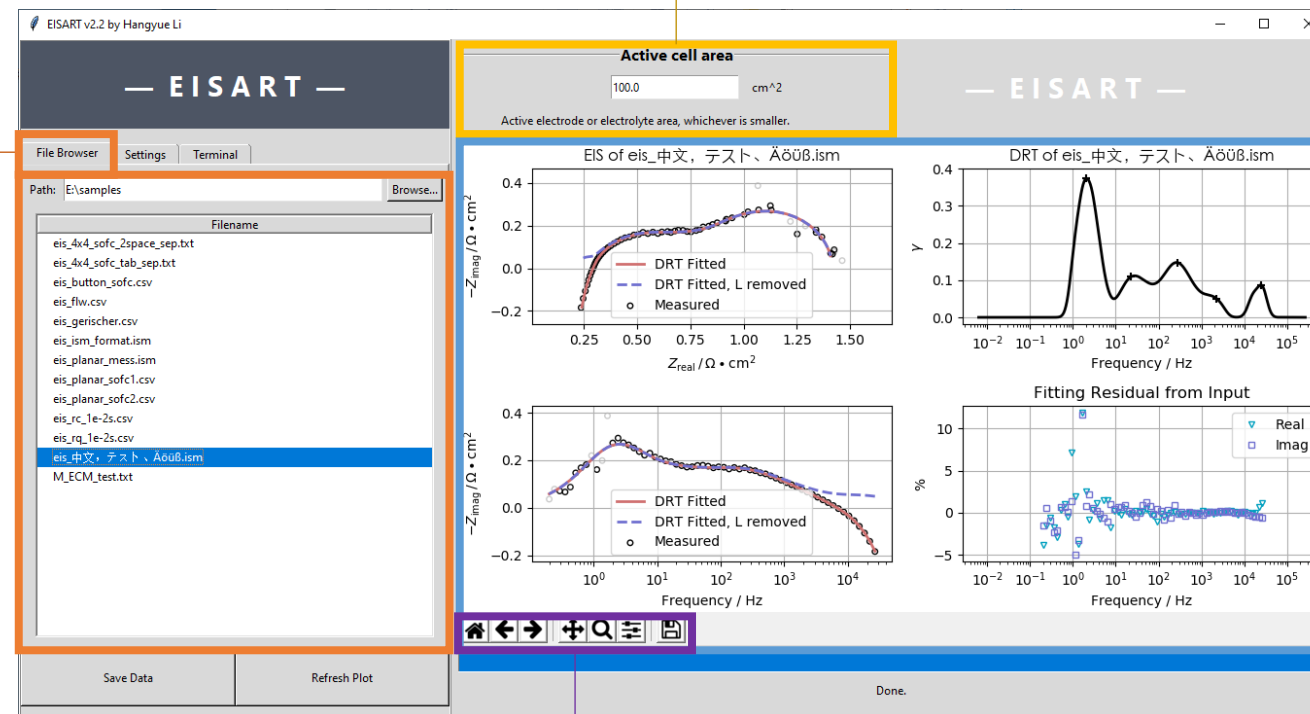 EISART v2.2 by Hangyue Li
— EISART —
File Browser
Settings
Terminal
Path: E:\samples Browse...
Filename
eis_4x4_sofc_2space_sep.txt
eis_4x4_sofc_tab_sep.txt
eis_button_sofc.csv
eis_flw.csv
eis_gerischer.csv
eis_ism_format.ism
eis_planar_mess.ism
eis_planar_sofc1.csv
eis_planar_sofc2.csv
eis_rc_1e-2s.csv
eis_rq_1e-2s.csv
eis_中文，テスト、Äöüß.ism
M_ECM_test.txt
Save Data
Refresh Plot
Active cell area
100.0 cm^2
Active electrode or electrolyte area, whichever is smaller.
— EISART —
EIS of eis_中文，テスト、Äöüß.ism
0.4
0.2
0.0
−0.2
−Zimag / Ω • cm²
DRT Fitted
DRT Fitted, L removed
Measured
0.25 0.50 0.75 1.00 1.25 1.50
Zreal / Ω • cm²
DRT of eis_中文，テスト、Äöüß.ism
0.4
0.3
0.2
0.1
0.0
γ
10⁻² 10⁻¹ 10⁰ 10¹ 10² 10³ 10⁴ 10⁵
Frequency / Hz
0.4
0.2
0.0
−0.2
−Zimag / Ω • cm²
DRT Fitted
DRT Fitted, L removed
Measured
10⁰ 10¹ 10² 10³ 10⁴
Frequency / Hz
Fitting Residual from Input
10
5
0
−5
%
Real
Imag
10⁻² 10⁻¹ 10⁰ 10¹ 10² 10³ 10⁴ 10⁵
Frequency / Hz
Done.